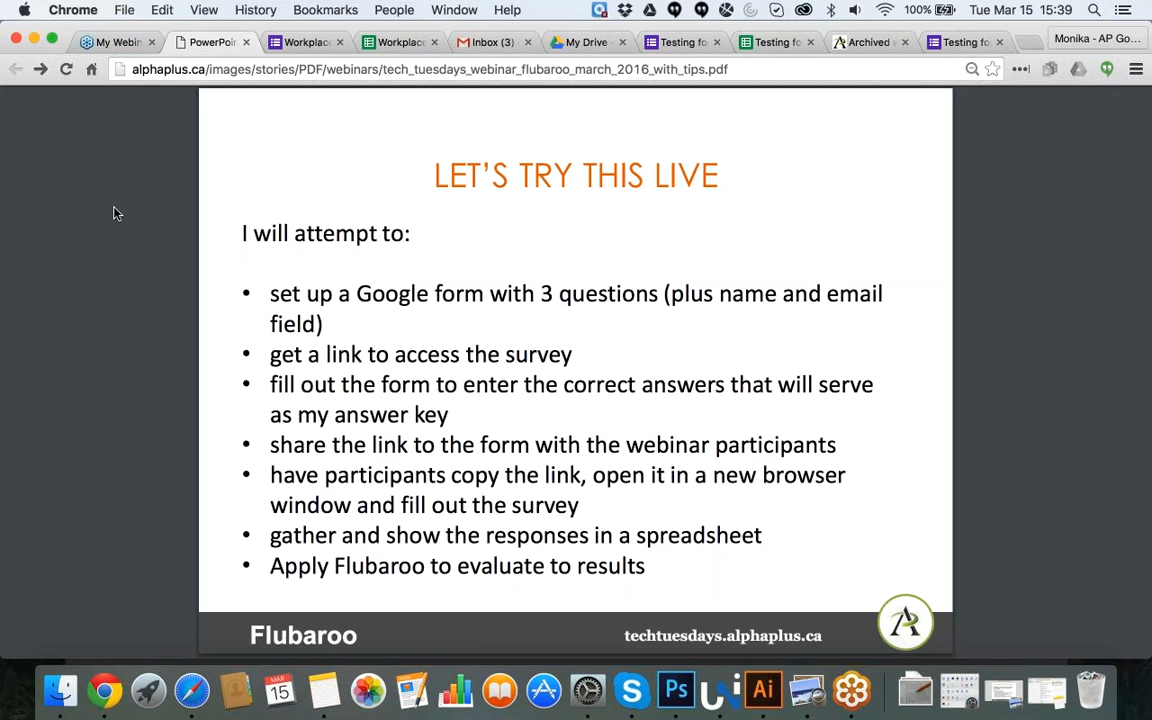 Chrome File Edit View History Bookmarks People Window Help 100% Tue Mar 15 15:39
My Webin PowerPoin Workplac Workplac Inbox (3) My Drive - Testing fo Testing fo Archived Testing fo Monika - AP Go...
alphaplus.ca/images/stories/PDF/webinars/tech_tuesdays_webinar_flubaroo_march_2016_with_tips.pdf
LET'S TRY THIS LIVE
I will attempt to:
• set up a Google form with 3 questions (plus name and email
field)
• get a link to access the survey
• fill out the form to enter the correct answers that will serve
as my answer key
• share the link to the form with the webinar participants
• have participants copy the link, open it in a new browser
window and fill out the survey
• gather and show the responses in a spreadsheet
• Apply Flubaroo to evaluate to results
Flubaroo techtuesdays.alphaplus.ca
MAR
15
Ps
Ai